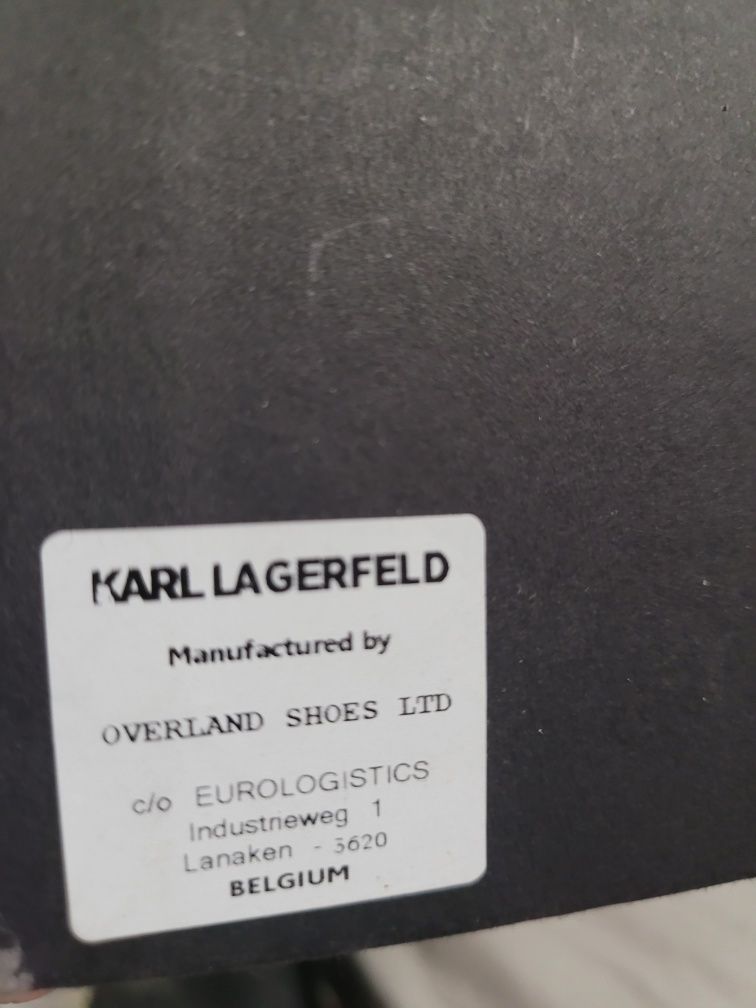 KARL LAGERFELD
Manufactured by
OVERLAND SHOES LTD
c/o EUROLOGISTICS
Industrieweg 1
Lanaken - 3620
BELGIUM